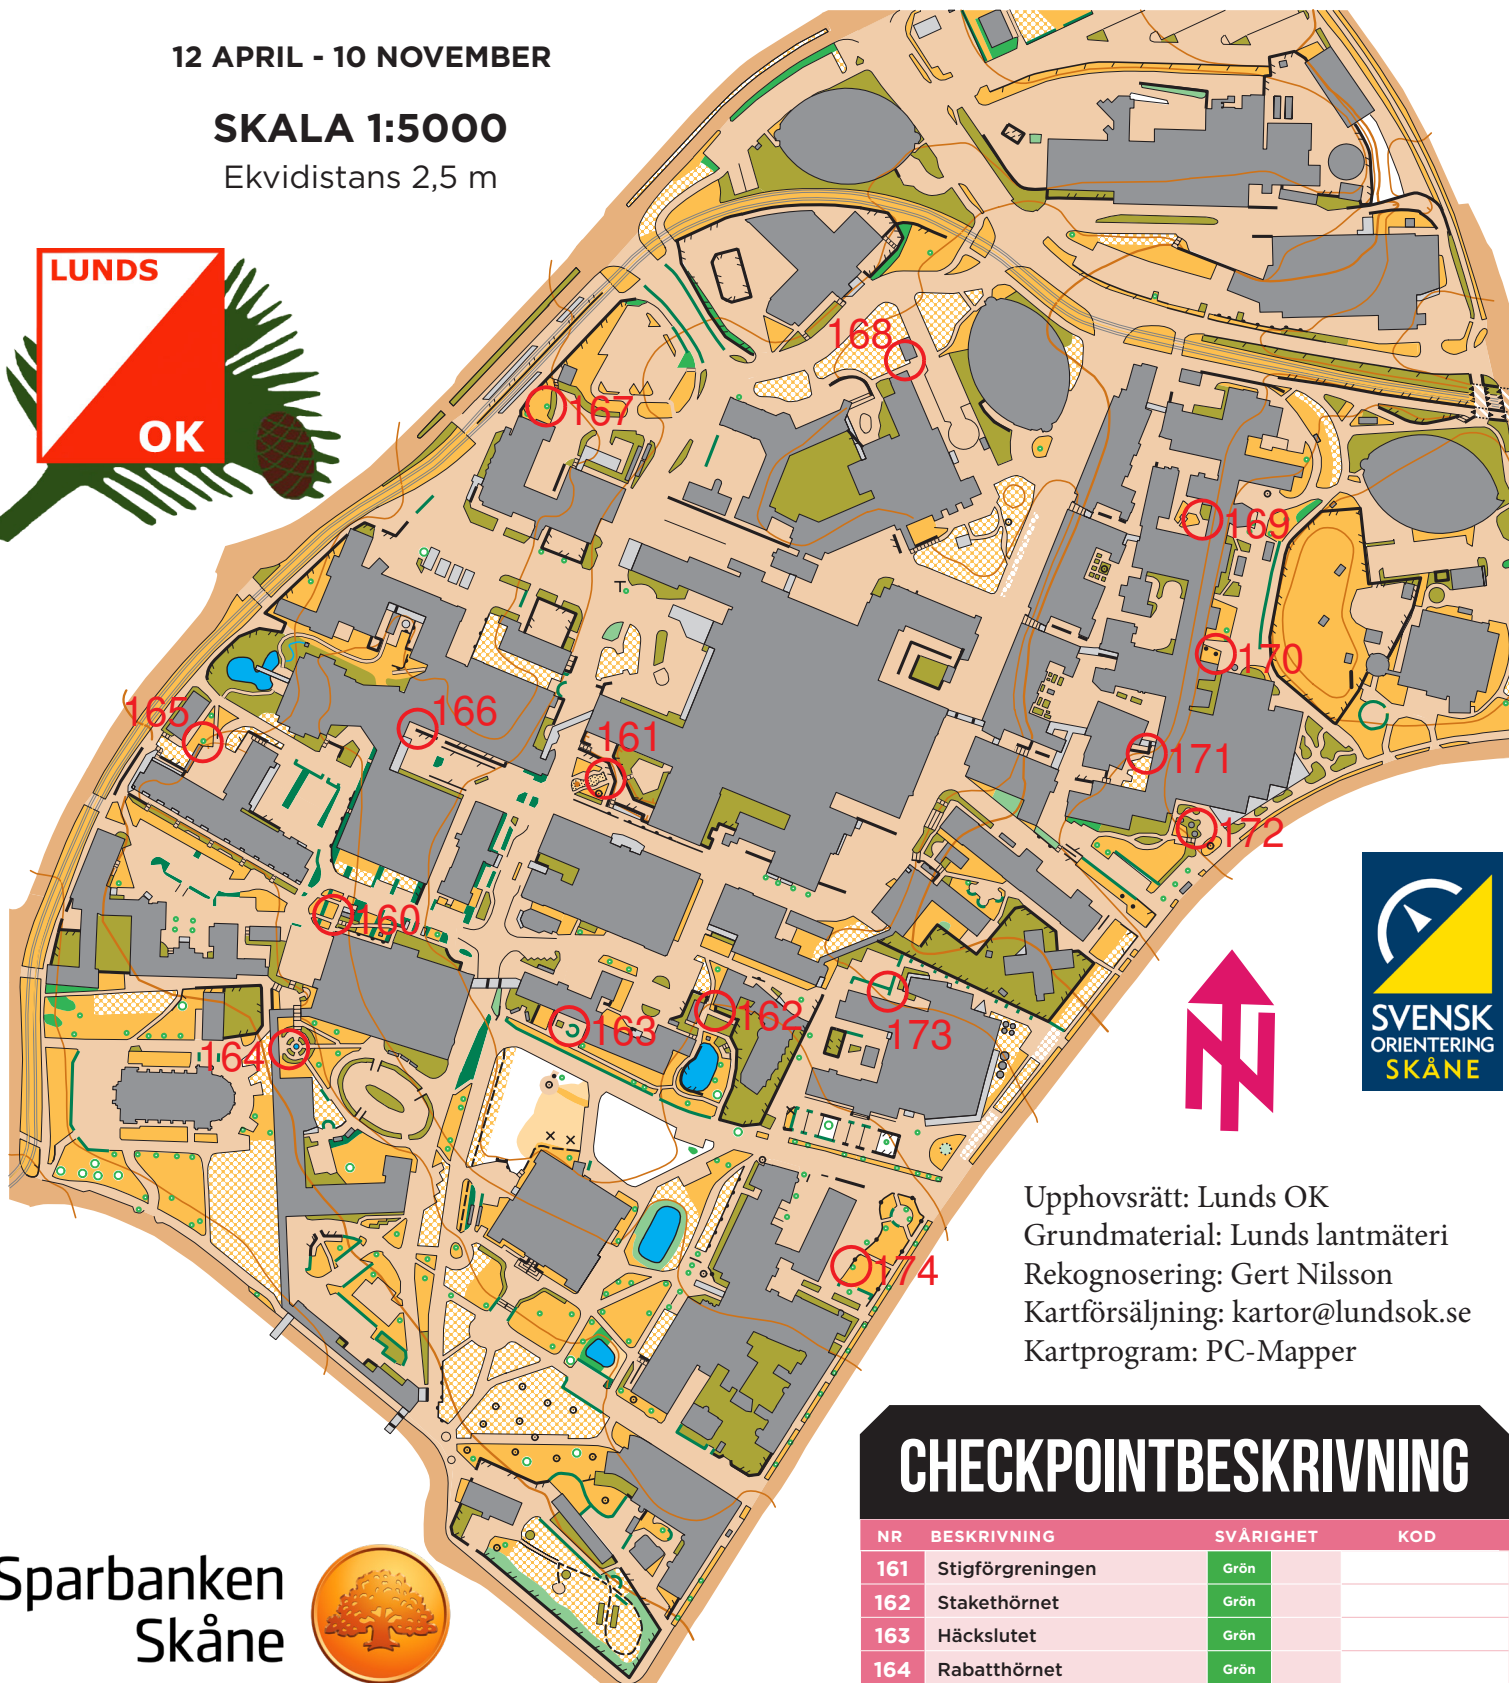 12 APRIL - 10 NOVEMBER
SKALA 1:5000
Ekvidistans 2,5 m
LUNDS
OK
168
167
169
170
165
166
161
171
172
160
163
162
173
164
174
SVENSK
ORIENTERING
SKÅNE
Upphovsrätt: Lunds OK
Grundmaterial: Lunds lantmäteri
Rekognosering: Gert Nilsson
Kartförsäljning: kartor@lundsok.se
Kartprogram: PC-Mapper
CHECKPOINTBESKRIVNING
NR BESKRIVNING SVÅRIGHET KOD
161 Stigförgreningen Grön
162 Stakethörnet Grön
163 Häckslutet Grön
164 Rabatthörnet Grön
Sparbanken
Skåne